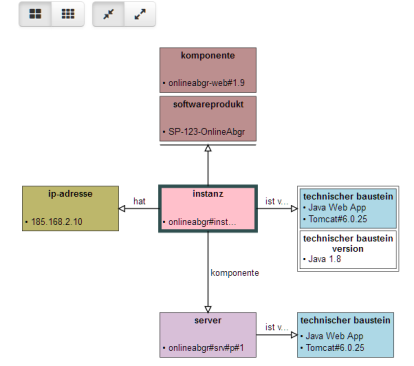 komponente
• onlineabgr-web#1.9
softwareprodukt
• SP-123-OnlineAbgr
ip-adresse
• 185.168.2.10
hat
instanz
• onlineabgr#inst...
ist v...
technischer baustein
• Java Web App
• Tomcat#6.0.25
technischer baustein
version
• Java 1.8
komponente
server
• onlineabgr#srv#p#1
ist v...
technischer baustein
• Java Web App
• Tomcat#6.0.25